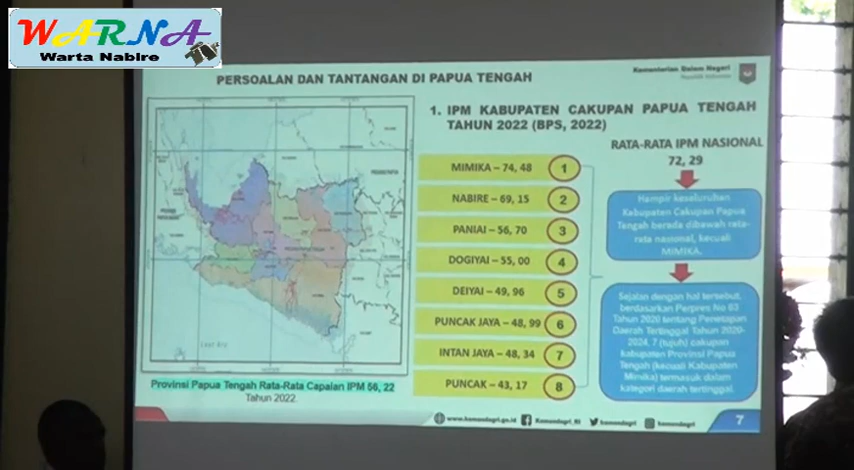 WARNA
Warta Nabire
PERSOALAN DAN TANTANGAN DI PAPUA TENGAH
Kementerian Dalam Negeri
Republik Indonesia
1. IPM KABUPATEN CAKUPAN PAPUA TENGAH
TAHUN 2022 (BPS, 2022)
RATA-RATA IPM NASIONAL
72, 29
MIMIKA – 74, 48 1
NABIRE – 69, 15 2
PANIAI – 56, 70 3
DOGIYAI – 55, 00 4
DEIYAI – 49, 96 5
PUNCAK JAYA – 48, 99 6
INTAN JAYA – 48, 34 7
PUNCAK – 43, 17 8
Hampir keseluruhan
Kabupaten Cakupan Papua
Tengah berada dibawah rata-
rata nasional, kecuali
MIMIKA.
Sejalan dengan hal tersebut,
berdasarkan Perpres No 63
Tahun 2020 tentang Penetapan
Daerah Tertinggal Tahun 2020-
2024, 7 (tujuh) cakupan
kabupaten Provinsi Papua
Tengah (kecuali Kabupaten
Mimika) termasuk dalam
kategori daerah tertinggal.
Provinsi Papua Tengah Rata-Rata Capaian IPM 56, 22
Tahun 2022.
www.kemendagri.go.id Kemendagri_RI kemendagri kemendagri
7